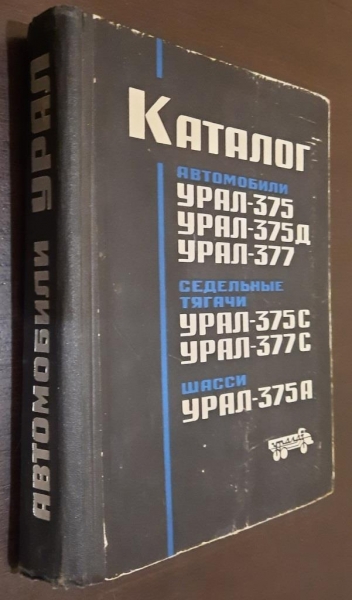 АВТОМОБИЛИ УРАЛ
КАТАЛОГ
АВТОМОБИЛИ
УРАЛ-375
УРАЛ-375Д
УРАЛ-377
СЕДЕЛЬНЫЕ
ТЯГАЧИ
УРАЛ-375С
УРАЛ-377С
ШАССИ
УРАЛ-375А